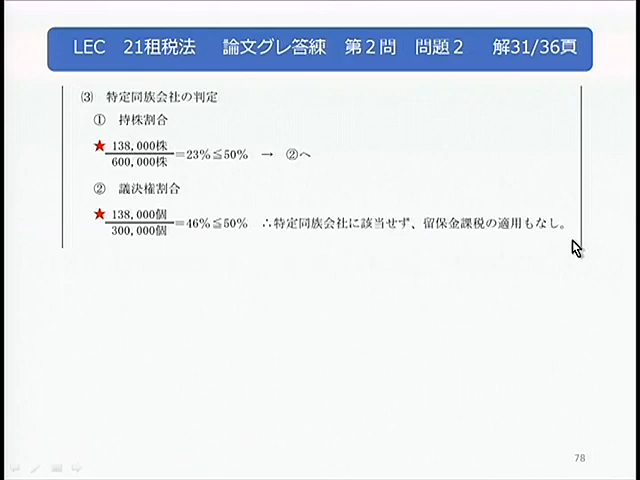 LEC 21租税法 論文グレ答練 第2問 問題2 解31/36頁
⑶ 特定同族会社の判定
① 持株割合
★ 138,000株
600,000株 ＝23%≦50% → ②へ
② 議決権割合
★ 138,000個
300,000個 ＝46%≦50% ∴特定同族会社に該当せず、留保金課税の適用もなし。
78